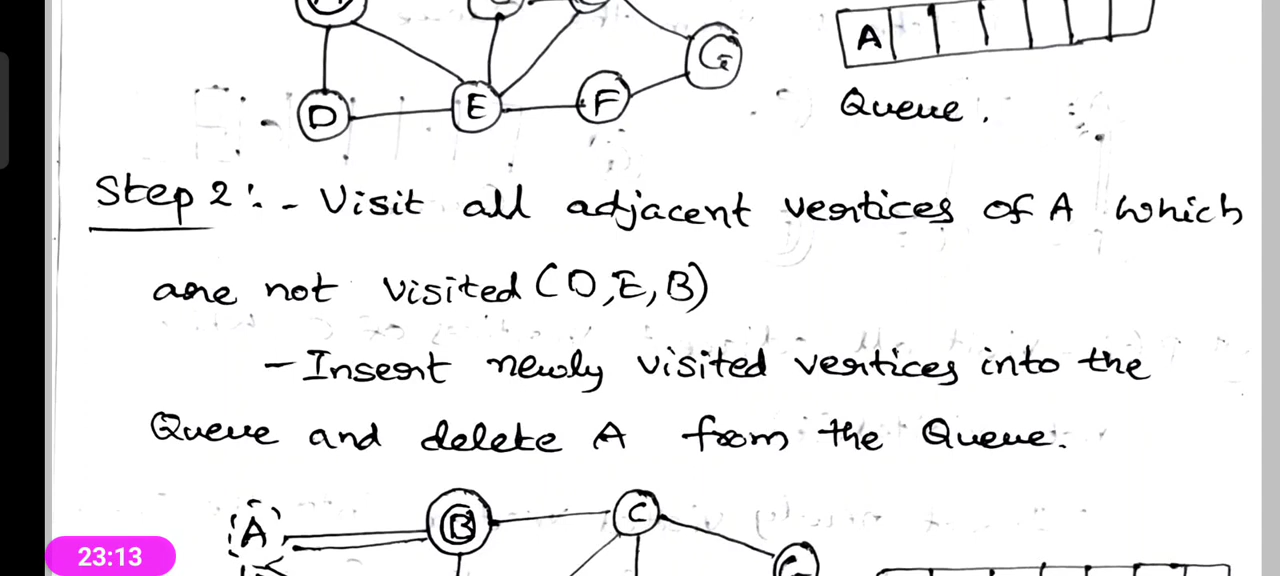 A
G
D
E
F
Queue.
Step 2:- Visit all adjacent vertices of A which
are not visited (D,E,B)
- Insert newly visited vertices into the
Queue and delete A from the Queue.
A
B
C
23:13